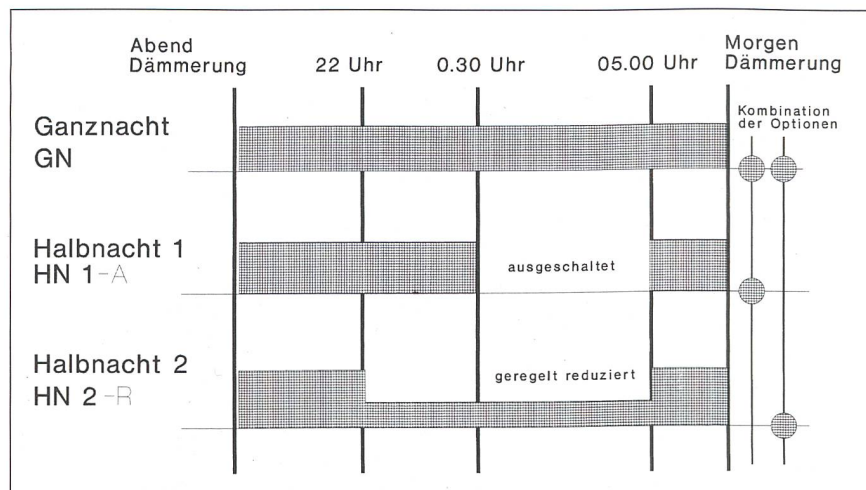 Abend
Dämmerung
22 Uhr
0.30 Uhr
05.00 Uhr
Morgen
Dämmerung
Kombination
der Optionen
Ganznacht
GN
Halbnacht 1
HN 1-A
ausgeschaltet
Halbnacht 2
HN 2-R
geregelt reduziert